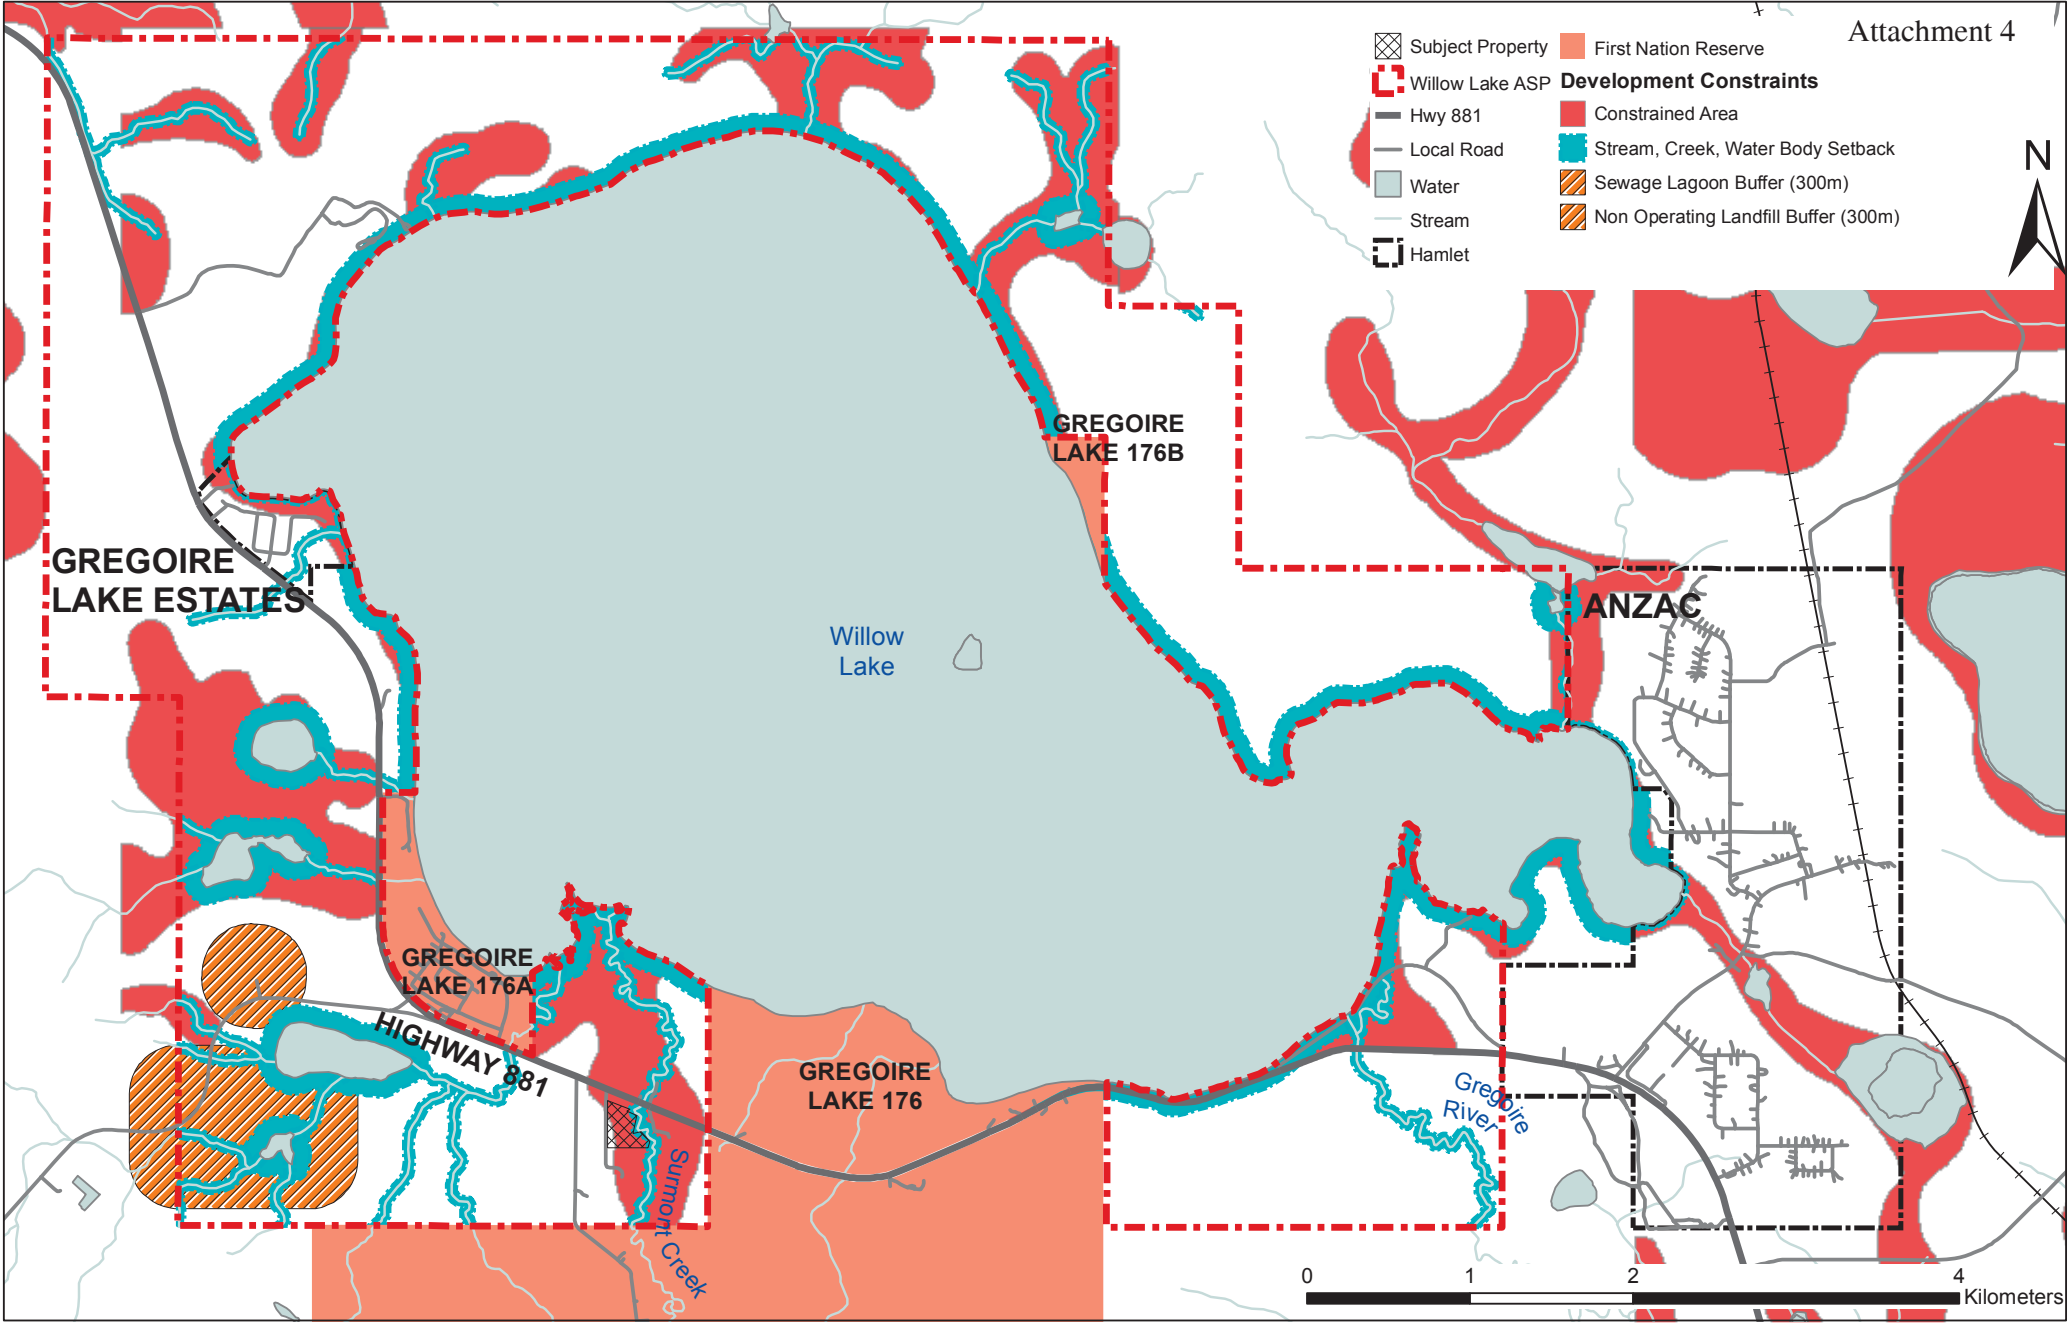 Attachment 4
Subject Property
Willow Lake ASP
Hwy 881
Local Road
Water
Stream
Hamlet
First Nation Reserve
Development Constraints
Constrained Area
Stream, Creek, Water Body Setback
Sewage Lagoon Buffer (300m)
Non Operating Landfill Buffer (300m)
N
GREGOIRE
LAKE 176B
GREGOIRE
LAKE ESTATES
ANZAC
Willow
Lake
GREGOIRE
LAKE 176A
HIGHWAY 881
GREGOIRE
LAKE 176
Gregoire
River
Surmont Creek
0 1 2 4
Kilometers